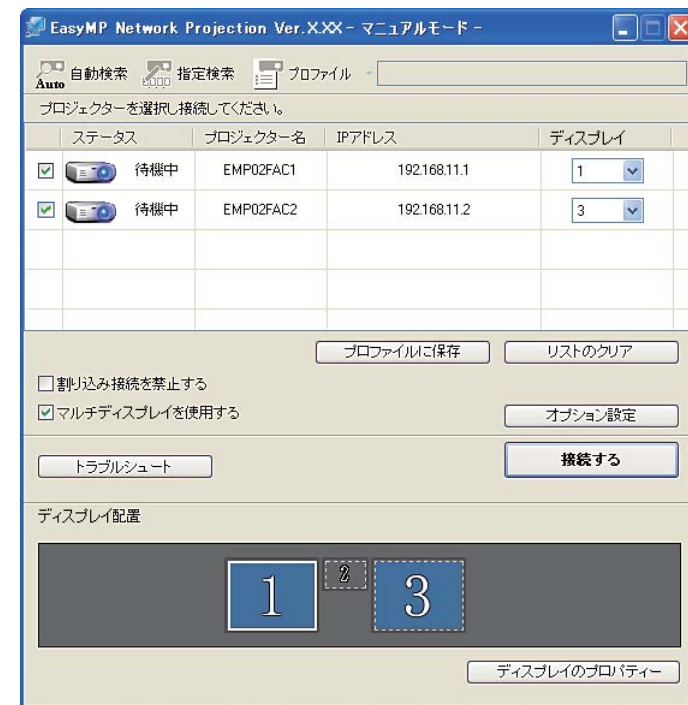 EasyMP Network Projection Ver.X.XX - マニュアルモード -
Auto 自動検索 指定検索 プロファイル
プロジェクターを選択し接続してください。
ステータス プロジェクター名 IPアドレス ディスプレイ
待機中 EMP02FAC1 192.168.11.1 1
待機中 EMP02FAC2 192.168.11.2 3
プロファイルに保存 リストのクリア
割り込み接続を禁止する
マルチディスプレイを使用する オプション設定
トラブルシュート 接続する
ディスプレイ配置
1 2 3
ディスプレイのプロパティー